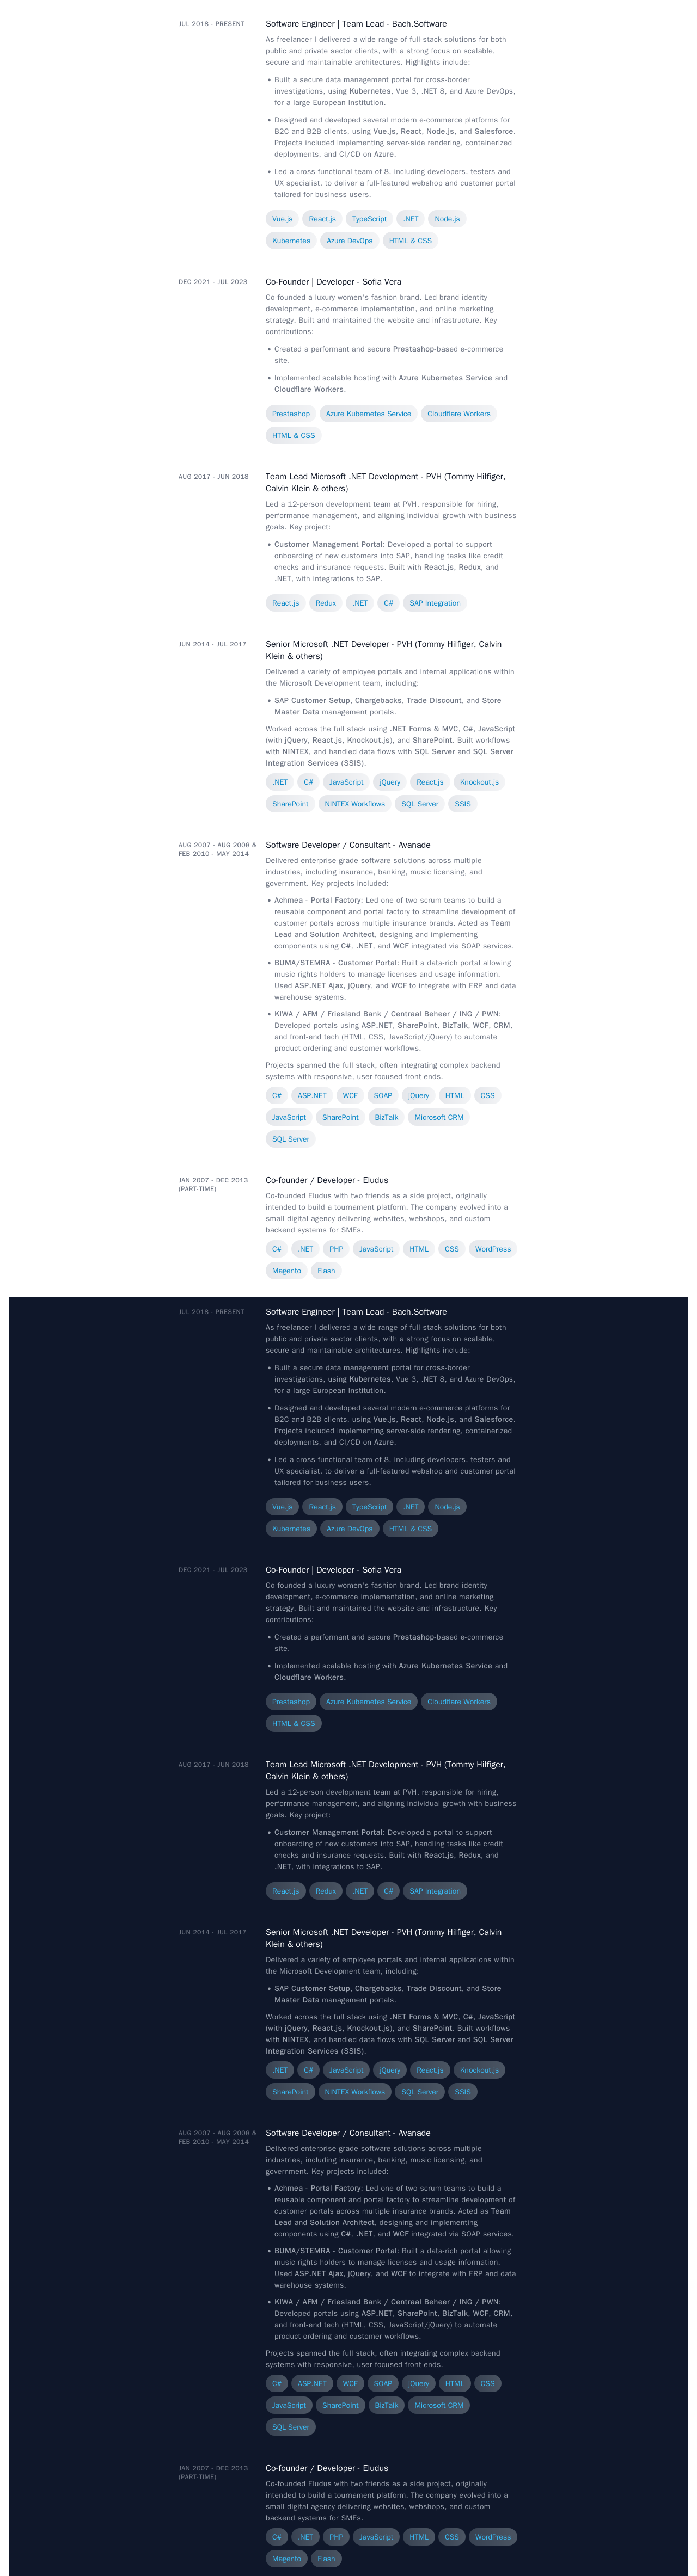 JUL 2018 - PRESENT
Software Engineer | Team Lead - Bach.Software
As freelancer I delivered a wide range of full-stack solutions for both
public and private sector clients, with a strong focus on scalable,
secure and maintainable architectures. Highlights include:
• Built a secure data management portal for cross-border
investigations, using Kubernetes, Vue 3, .NET 8, and Azure DevOps,
for a large European Institution.
• Designed and developed several modern e-commerce platforms for
B2C and B2B clients, using Vue.js, React, Node.js, and Salesforce.
Projects included implementing server-side rendering, containerized
deployments, and CI/CD on Azure.
• Led a cross-functional team of 8, including developers, testers and
UX specialist, to deliver a full-featured webshop and customer portal
tailored for business users.
Vue.js React.js TypeScript .NET Node.js
Kubernetes Azure DevOps HTML & CSS
DEC 2021 - JUL 2023
Co-Founder | Developer - Sofia Vera
Co-founded a luxury women's fashion brand. Led brand identity
development, e-commerce implementation, and online marketing
strategy. Built and maintained the website and infrastructure. Key
contributions:
• Created a performant and secure Prestashop-based e-commerce
site.
• Implemented scalable hosting with Azure Kubernetes Service and
Cloudflare Workers.
Prestashop Azure Kubernetes Service Cloudflare Workers
HTML & CSS
AUG 2017 - JUN 2018
Team Lead Microsoft .NET Development - PVH (Tommy Hilfiger,
Calvin Klein & others)
Led a 12-person development team at PVH, responsible for hiring,
performance management, and aligning individual growth with business
goals. Key project:
• Customer Management Portal: Developed a portal to support
onboarding of new customers into SAP, handling tasks like credit
checks and insurance requests. Built with React.js, Redux, and
.NET, with integrations to SAP.
React.js Redux .NET C# SAP Integration
JUN 2014 - JUL 2017
Senior Microsoft .NET Developer - PVH (Tommy Hilfiger, Calvin
Klein & others)
Delivered a variety of employee portals and internal applications within
the Microsoft Development team, including:
• SAP Customer Setup, Chargebacks, Trade Discount, and Store
Master Data management portals.
Worked across the full stack using .NET Forms & MVC, C#, JavaScript
(with jQuery, React.js, Knockout.js), and SharePoint. Built workflows
with NINTEX, and handled data flows with SQL Server and SQL Server
Integration Services (SSIS).
.NET C# JavaScript jQuery React.js Knockout.js
SharePoint NINTEX Workflows SQL Server SSIS
AUG 2007 - AUG 2008 &
FEB 2010 - MAY 2014
Software Developer / Consultant - Avanade
Delivered enterprise-grade software solutions across multiple
industries, including insurance, banking, music licensing, and
government. Key projects included:
• Achmea - Portal Factory: Led one of two scrum teams to build a
reusable component and portal factory to streamline development of
customer portals across multiple insurance brands. Acted as Team
Lead and Solution Architect, designing and implementing
components using C#, .NET, and WCF integrated via SOAP services.
• BUMA/STEMRA - Customer Portal: Built a data-rich portal allowing
music rights holders to manage licenses and usage information.
Used ASP.NET Ajax, jQuery, and WCF to integrate with ERP and data
warehouse systems.
• KIWA / AFM / Friesland Bank / Centraal Beheer / ING / PWN:
Developed portals using ASP.NET, SharePoint, BizTalk, WCF, CRM,
and front-end tech (HTML, CSS, JavaScript/jQuery) to automate
product ordering and customer workflows.
Projects spanned the full stack, often integrating complex backend
systems with responsive, user-focused front ends.
C# ASP.NET WCF SOAP jQuery HTML CSS
JavaScript SharePoint BizTalk Microsoft CRM
SQL Server
JAN 2007 - DEC 2013
(PART-TIME)
Co-founder / Developer - Eludus
Co-founded Eludus with two friends as a side project, originally
intended to build a tournament platform. The company evolved into a
small digital agency delivering websites, webshops, and custom
backend systems for SMEs.
C# .NET PHP JavaScript HTML CSS WordPress
Magento Flash
JUL 2018 - PRESENT
Software Engineer | Team Lead - Bach.Software
As freelancer I delivered a wide range of full-stack solutions for both
public and private sector clients, with a strong focus on scalable,
secure and maintainable architectures. Highlights include:
• Built a secure data management portal for cross-border
investigations, using Kubernetes, Vue 3, .NET 8, and Azure DevOps,
for a large European Institution.
• Designed and developed several modern e-commerce platforms for
B2C and B2B clients, using Vue.js, React, Node.js, and Salesforce.
Projects included implementing server-side rendering, containerized
deployments, and CI/CD on Azure.
• Led a cross-functional team of 8, including developers, testers and
UX specialist, to deliver a full-featured webshop and customer portal
tailored for business users.
Vue.js React.js TypeScript .NET Node.js
Kubernetes Azure DevOps HTML & CSS
DEC 2021 - JUL 2023
Co-Founder | Developer - Sofia Vera
Co-founded a luxury women's fashion brand. Led brand identity
development, e-commerce implementation, and online marketing
strategy. Built and maintained the website and infrastructure. Key
contributions:
• Created a performant and secure Prestashop-based e-commerce
site.
• Implemented scalable hosting with Azure Kubernetes Service and
Cloudflare Workers.
Prestashop Azure Kubernetes Service Cloudflare Workers
HTML & CSS
AUG 2017 - JUN 2018
Team Lead Microsoft .NET Development - PVH (Tommy Hilfiger,
Calvin Klein & others)
Led a 12-person development team at PVH, responsible for hiring,
performance management, and aligning individual growth with business
goals. Key project:
• Customer Management Portal: Developed a portal to support
onboarding of new customers into SAP, handling tasks like credit
checks and insurance requests. Built with React.js, Redux, and
.NET, with integrations to SAP.
React.js Redux .NET C# SAP Integration
JUN 2014 - JUL 2017
Senior Microsoft .NET Developer - PVH (Tommy Hilfiger, Calvin
Klein & others)
Delivered a variety of employee portals and internal applications within
the Microsoft Development team, including:
• SAP Customer Setup, Chargebacks, Trade Discount, and Store
Master Data management portals.
Worked across the full stack using .NET Forms & MVC, C#, JavaScript
(with jQuery, React.js, Knockout.js), and SharePoint. Built workflows
with NINTEX, and handled data flows with SQL Server and SQL Server
Integration Services (SSIS).
.NET C# JavaScript jQuery React.js Knockout.js
SharePoint NINTEX Workflows SQL Server SSIS
AUG 2007 - AUG 2008 &
FEB 2010 - MAY 2014
Software Developer / Consultant - Avanade
Delivered enterprise-grade software solutions across multiple
industries, including insurance, banking, music licensing, and
government. Key projects included:
• Achmea - Portal Factory: Led one of two scrum teams to build a
reusable component and portal factory to streamline development of
customer portals across multiple insurance brands. Acted as Team
Lead and Solution Architect, designing and implementing
components using C#, .NET, and WCF integrated via SOAP services.
• BUMA/STEMRA - Customer Portal: Built a data-rich portal allowing
music rights holders to manage licenses and usage information.
Used ASP.NET Ajax, jQuery, and WCF to integrate with ERP and data
warehouse systems.
• KIWA / AFM / Friesland Bank / Centraal Beheer / ING / PWN:
Developed portals using ASP.NET, SharePoint, BizTalk, WCF, CRM,
and front-end tech (HTML, CSS, JavaScript/jQuery) to automate
product ordering and customer workflows.
Projects spanned the full stack, often integrating complex backend
systems with responsive, user-focused front ends.
C# ASP.NET WCF SOAP jQuery HTML CSS
JavaScript SharePoint BizTalk Microsoft CRM
SQL Server
JAN 2007 - DEC 2013
(PART-TIME)
Co-founder / Developer - Eludus
Co-founded Eludus with two friends as a side project, originally
intended to build a tournament platform. The company evolved into a
small digital agency delivering websites, webshops, and custom
backend systems for SMEs.
C# .NET PHP JavaScript HTML CSS WordPress
Magento Flash